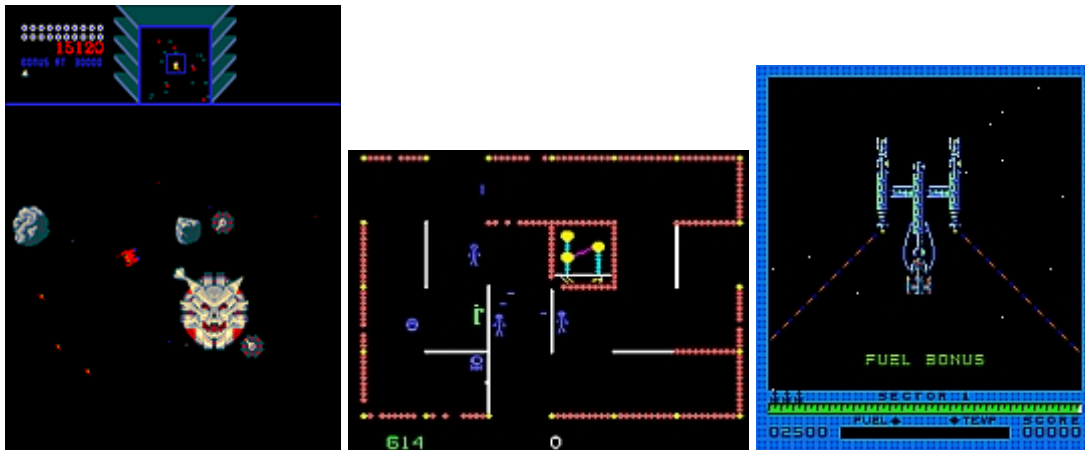 15120
BONUS AT 30000
614
0
FUEL BONUS
SECTOR 1
FUEL TEMP SCORE
02500 00000